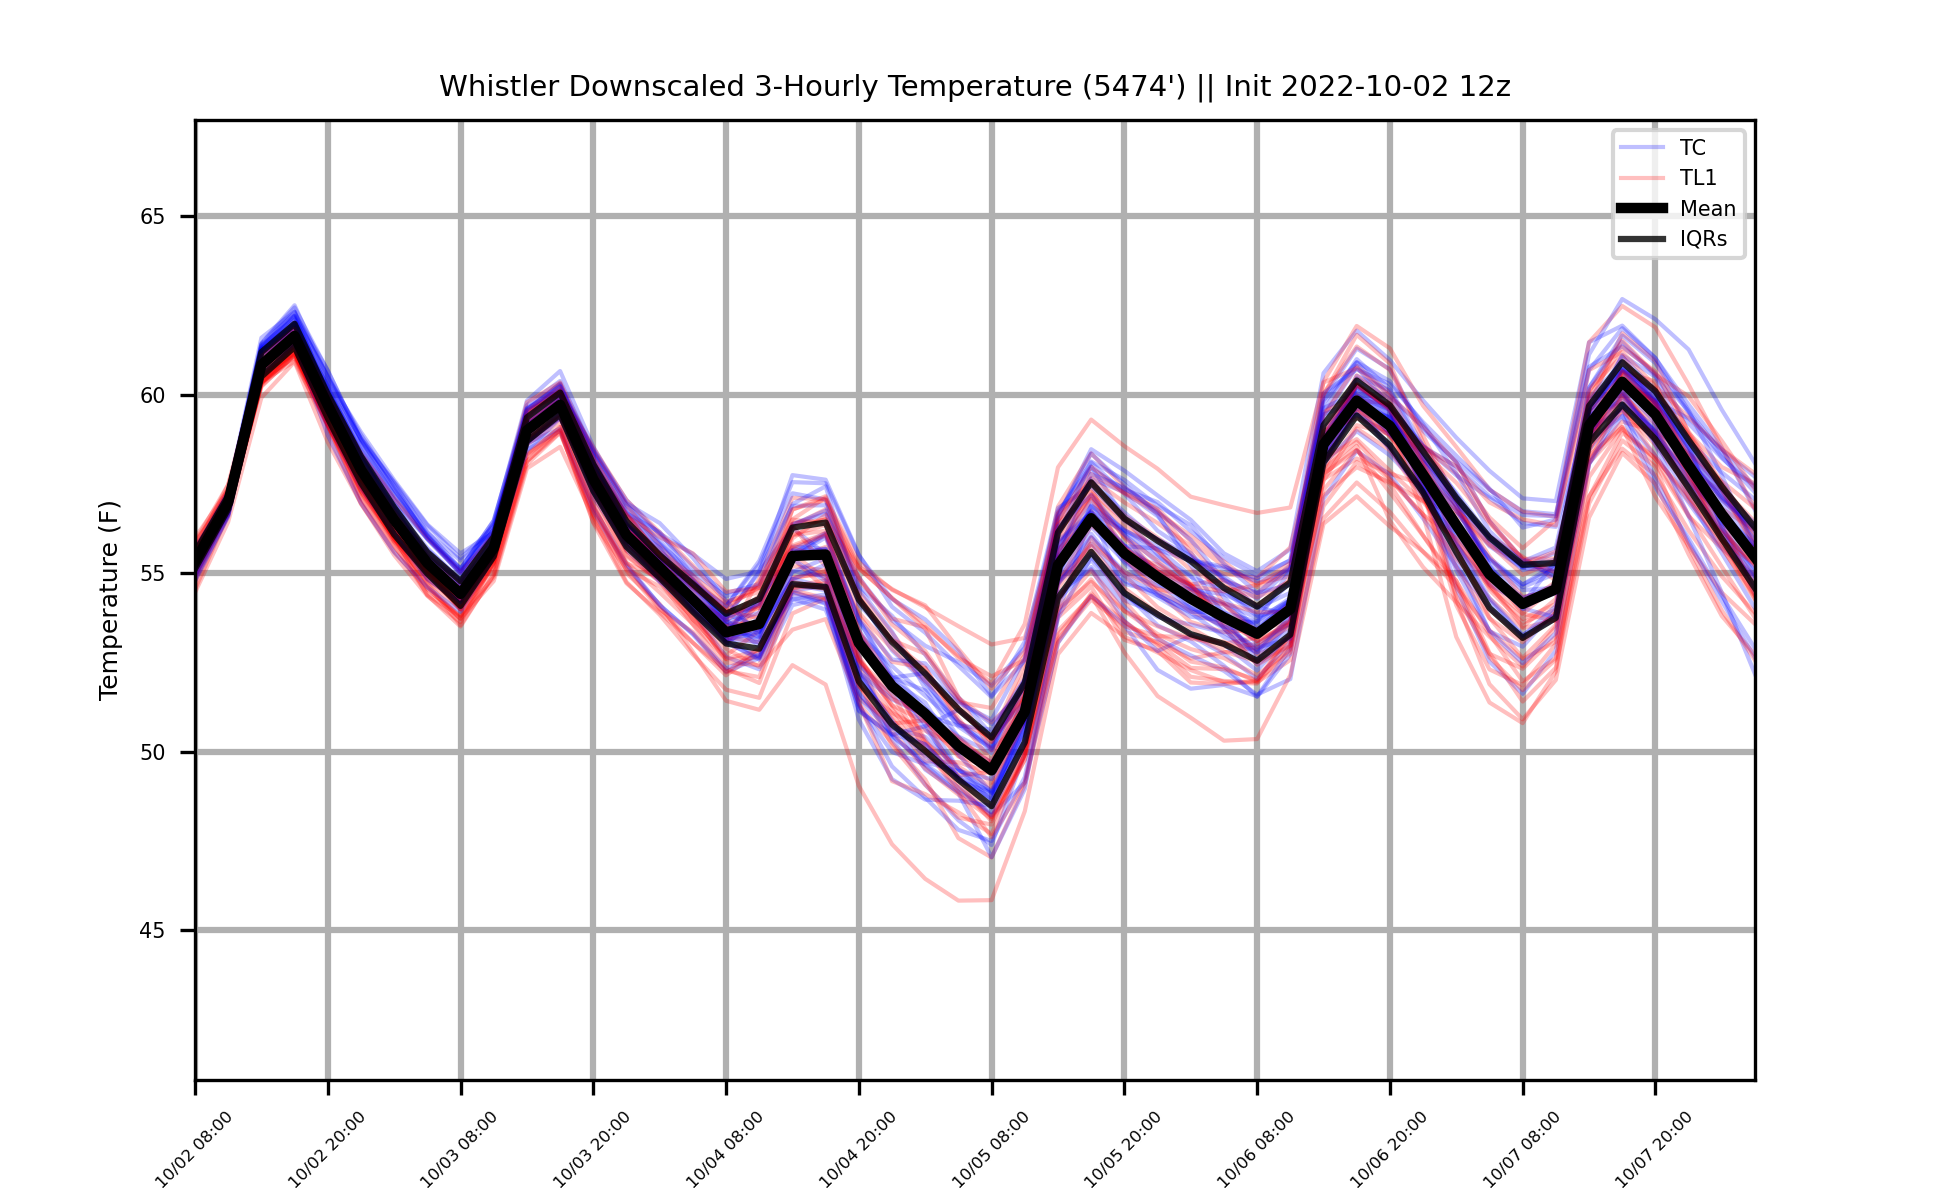 Whistler Downscaled 3-Hourly Temperature (5474') || Init 2022-10-02 12z
TC
TL1
Mean
IQRs
Temperature (F)
65
60
55
50
45
10/02 08:00
10/02 20:00
10/03 08:00
10/03 20:00
10/04 08:00
10/04 20:00
10/05 08:00
10/05 20:00
10/06 08:00
10/06 20:00
10/07 08:00
10/07 20:00